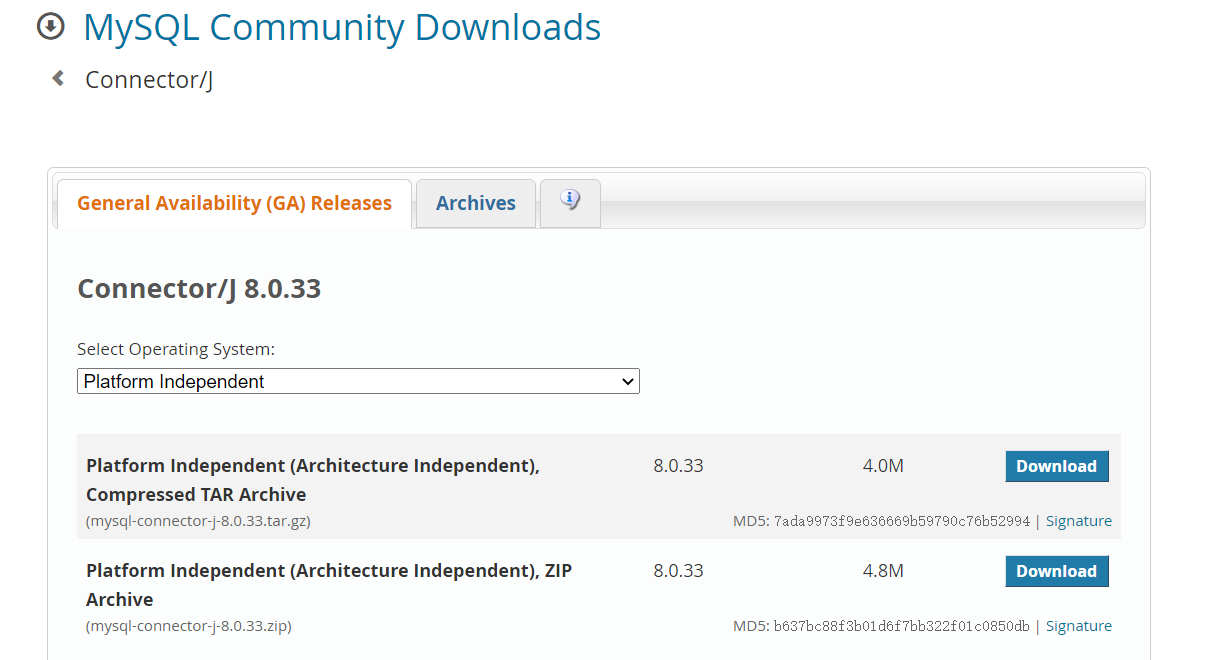 MySQL Community Downloads
Connector/J
General Availability (GA) Releases
Archives
Connector/J 8.0.33
Select Operating System:
Platform Independent
Platform Independent (Architecture Independent), 8.0.33 4.0M Download
Compressed TAR Archive
(mysql-connector-j-8.0.33.tar.gz) MD5: 7ada9973f9e636669b59790c76b52994 | Signature
Platform Independent (Architecture Independent), ZIP 8.0.33 4.8M Download
Archive
(mysql-connector-j-8.0.33.zip) MD5: b637bc88f3b01d6f7bb322f01c0850db | Signature